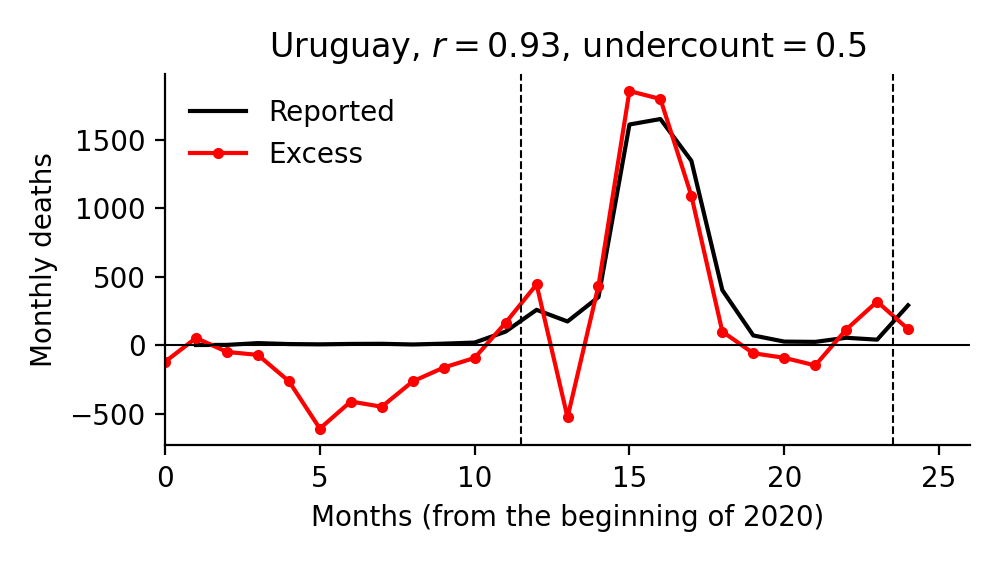 Uruguay, r = 0.93, undercount = 0.5
Reported
Excess
Monthly deaths
1500
1000
500
0
−500
0 5 10 15 20 25
Months (from the beginning of 2020)